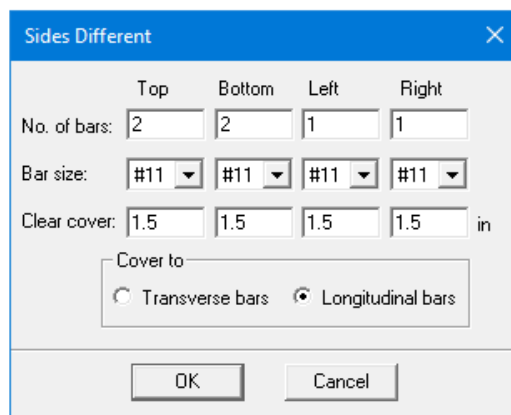 Sides Different
Top Bottom Left Right
No. of bars: 2 2 1 1
Bar size: #11 #11 #11 #11
Clear cover: 1.5 1.5 1.5 1.5 in
Cover to
Transverse bars Longitudinal bars
OK Cancel